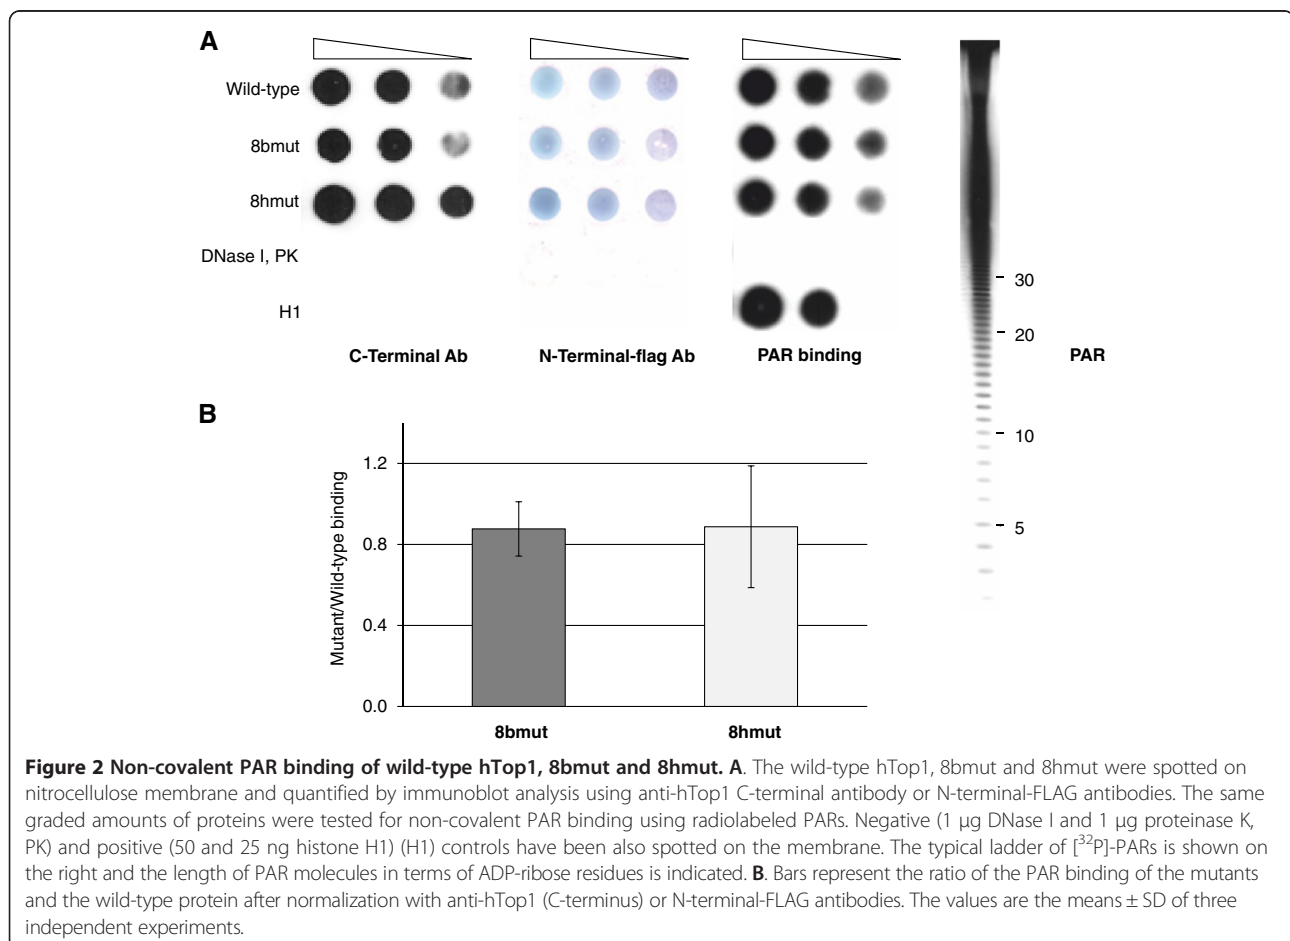 A
Wild-type
8bmut
8hmut
DNase I, PK
H1
C-Terminal Ab
N-Terminal-flag Ab
PAR binding
30
20
PAR
10
5
B
Mutant/Wild-type binding
1.2
0.8
0.4
0.0
8bmut
8hmut
Figure 2 Non-covalent PAR binding of wild-type hTop1, 8bmut and 8hmut. A. The wild-type hTop1, 8bmut and 8hmut were spotted on
nitrocellulose membrane and quantified by immunoblot analysis using anti-hTop1 C-terminal antibody or N-terminal-FLAG antibodies. The same
graded amounts of proteins were tested for non-covalent PAR binding using radiolabeled PARs. Negative (1 μg DNase I and 1 μg proteinase K,
PK) and positive (50 and 25 ng histone H1) (H1) controls have been also spotted on the membrane. The typical ladder of [³²P]-PARs is shown on
the right and the length of PAR molecules in terms of ADP-ribose residues is indicated. B. Bars represent the ratio of the PAR binding of the mutants
and the wild-type protein after normalization with anti-hTop1 (C-terminus) or N-terminal-FLAG antibodies. The values are the means ± SD of three
independent experiments.